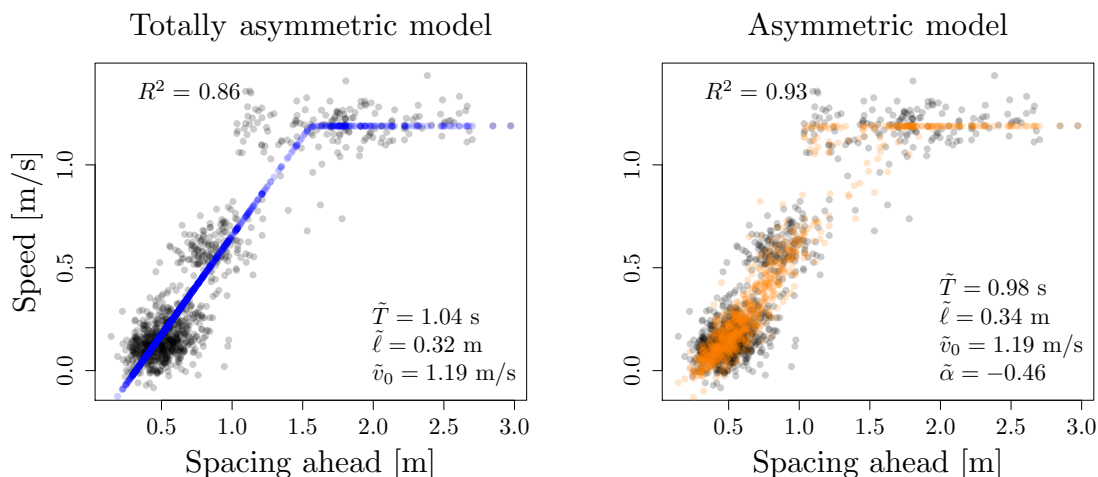 Totally asymmetric model
R² = 0.86
T̃ = 1.04 s
ℓ̃ = 0.32 m
ṽ₀ = 1.19 m/s
Speed [m/s]
0.0
0.5
1.0
0.5 1.0 1.5 2.0 2.5 3.0
Spacing ahead [m]
Asymmetric model
R² = 0.93
T̃ = 0.98 s
ℓ̃ = 0.34 m
ṽ₀ = 1.19 m/s
α̃ = −0.46
0.0
0.5
1.0
0.5 1.0 1.5 2.0 2.5 3.0
Spacing ahead [m]